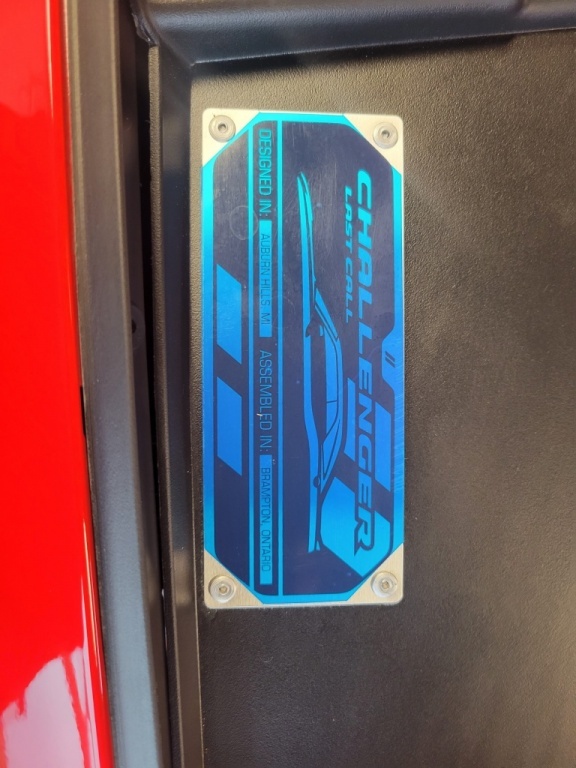 CHALLENGER
LAST CALL
DESIGNED IN: AUBURN HILLS, MI ASSEMBLED IN: BRAMPTON, ONTARIO